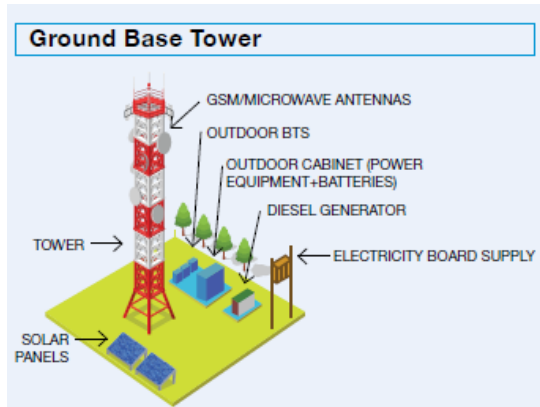 Ground Base Tower
GSM/MICROWAVE ANTENNAS
OUTDOOR BTS
OUTDOOR CABINET (POWER
EQUIPMENT+BATTERIES)
DIESEL GENERATOR
TOWER
ELECTRICITY BOARD SUPPLY
SOLAR
PANELS